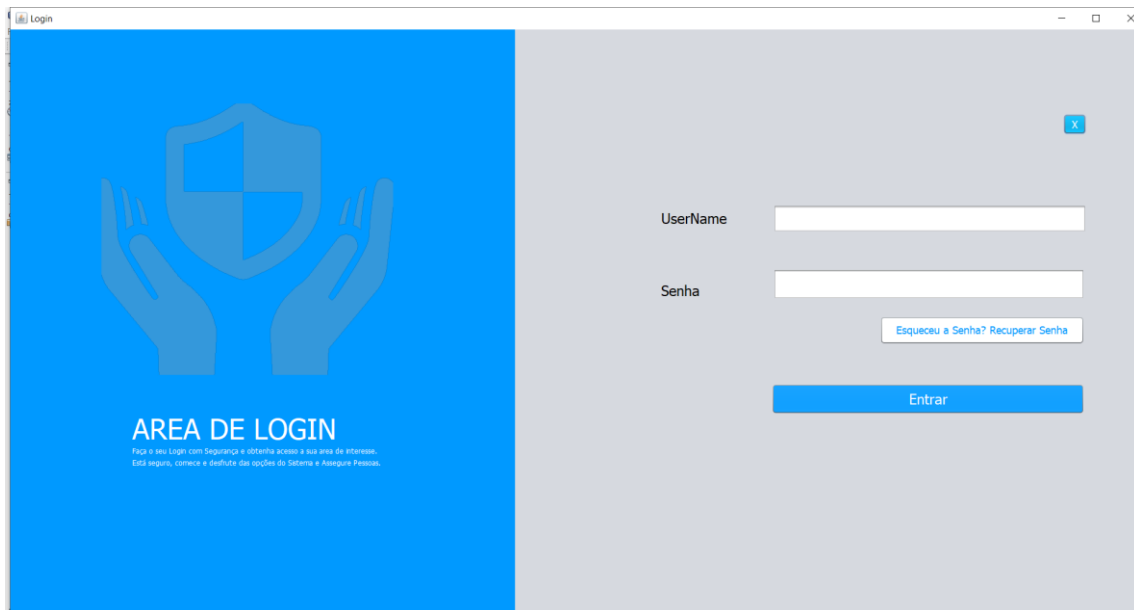 Login
X
UserName
Senha
Esqueceu a Senha? Recuperar Senha
Entrar
AREA DE LOGIN
Faça o seu Login com Segurança e obtenha acesso a sua area de interesse.
Está seguro, comece e desfrute das opções do Sistema e Assegure Pessoas.